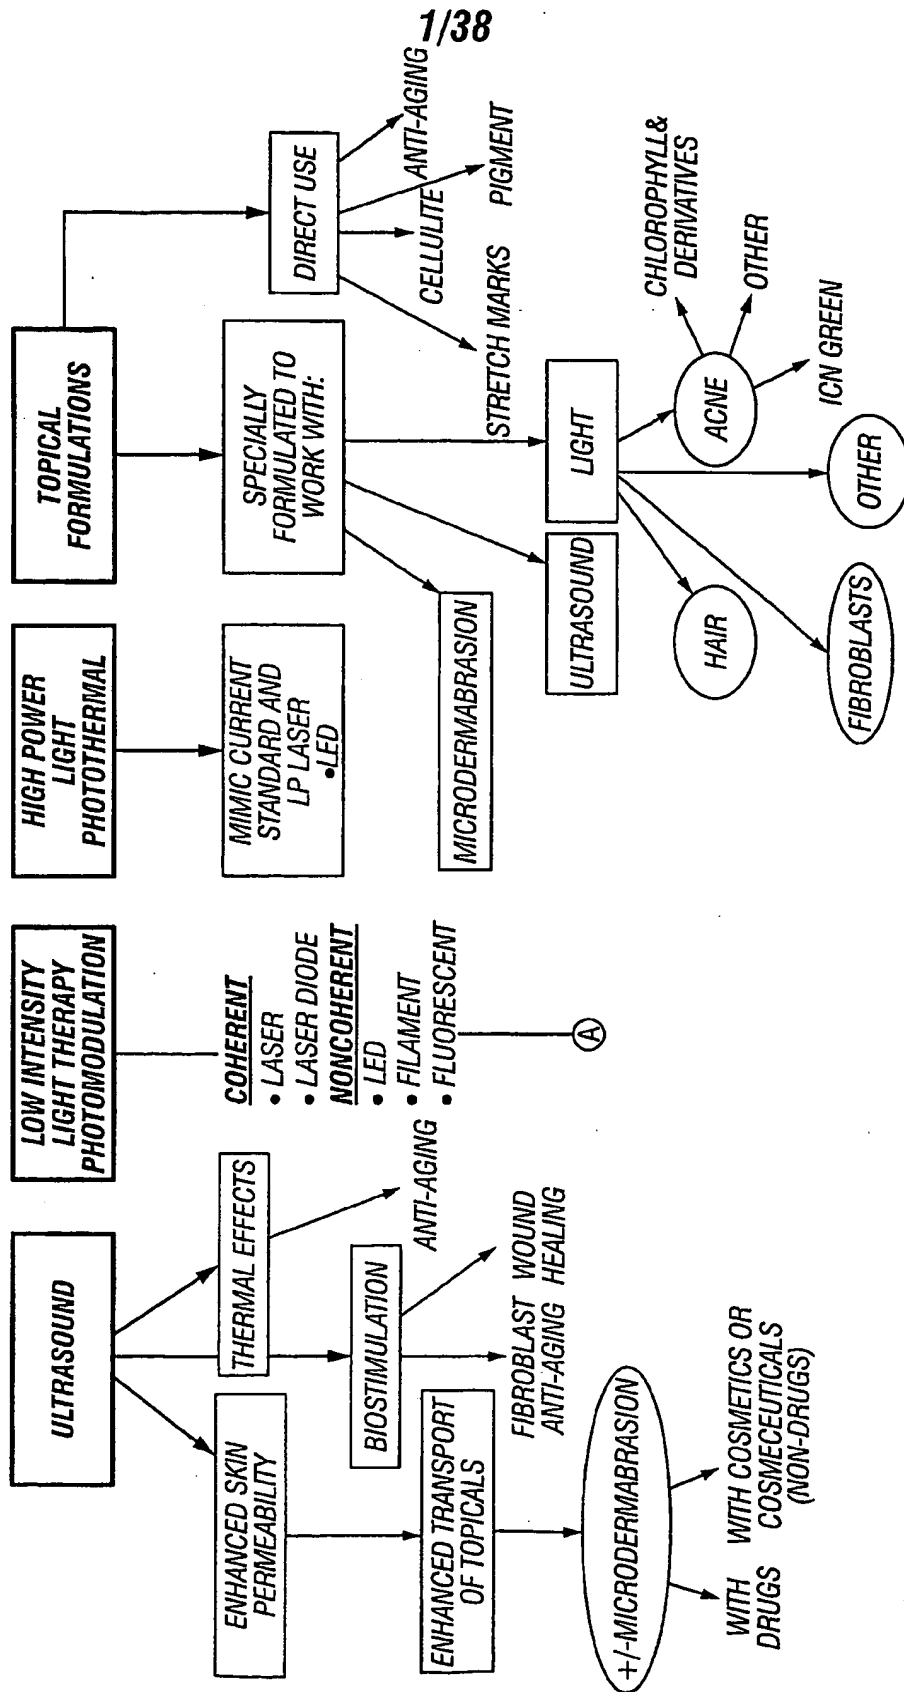 1/38
ULTRASOUND
ENHANCED SKIN
PERMEABILITY
THERMAL EFFECTS
ANTI-AGING
BIOSTIMULATION
FIBROBLAST
ANTI-AGING
WOUND
HEALING
ENHANCED TRANSPORT
OF TOPICALS
+/-MICRODERMABRASION
WITH
DRUGS
WITH COSMETICS OR
COSMECEUTICALS
(NON-DRUGS)
LOW INTENSITY
LIGHT THERAPY
PHOTOMODULATION
COHERENT
• LASER
• LASER DIODE
NONCOHERENT
• LED
• FILAMENT
• FLUORESCENT
A
HIGH POWER
LIGHT
PHOTOTHERMAL
MIMIC CURRENT
STANDARD AND
LP LASER
•LED
TOPICAL
FORMULATIONS
SPECIALLY
FORMULATED TO
WORK WITH:
MICRODERMABRASION
ULTRASOUND
LIGHT
HAIR
FIBROBLASTS
OTHER
ACNE
CHLOROPHYLL&
DERIVATIVES
OTHER
ICN GREEN
DIRECT USE
STRETCH MARKS
CELLULITE
PIGMENT
ANTI-AGING